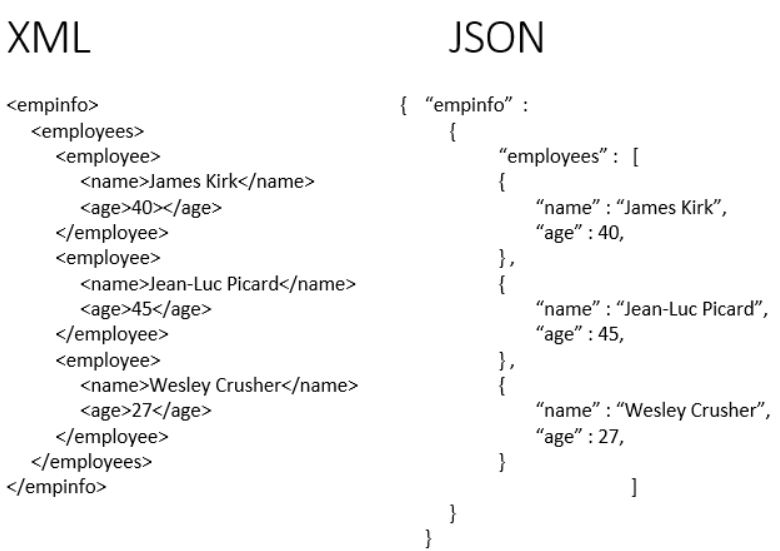 XML
<empinfo>
<employees>
<employee>
<name>James Kirk</name>
<age>40></age>
</employee>
<employee>
<name>Jean-Luc Picard</name>
<age>45</age>
</employee>
<employee>
<name>Wesley Crusher</name>
<age>27</age>
</employee>
</employees>
</empinfo>
JSON
{ “empinfo” :
{
“employees” : [
{
“name” : “James Kirk”,
“age” : 40,
},
{
“name” : “Jean-Luc Picard”,
“age” : 45,
},
{
“name” : “Wesley Crusher”,
“age” : 27,
}
]
}
}